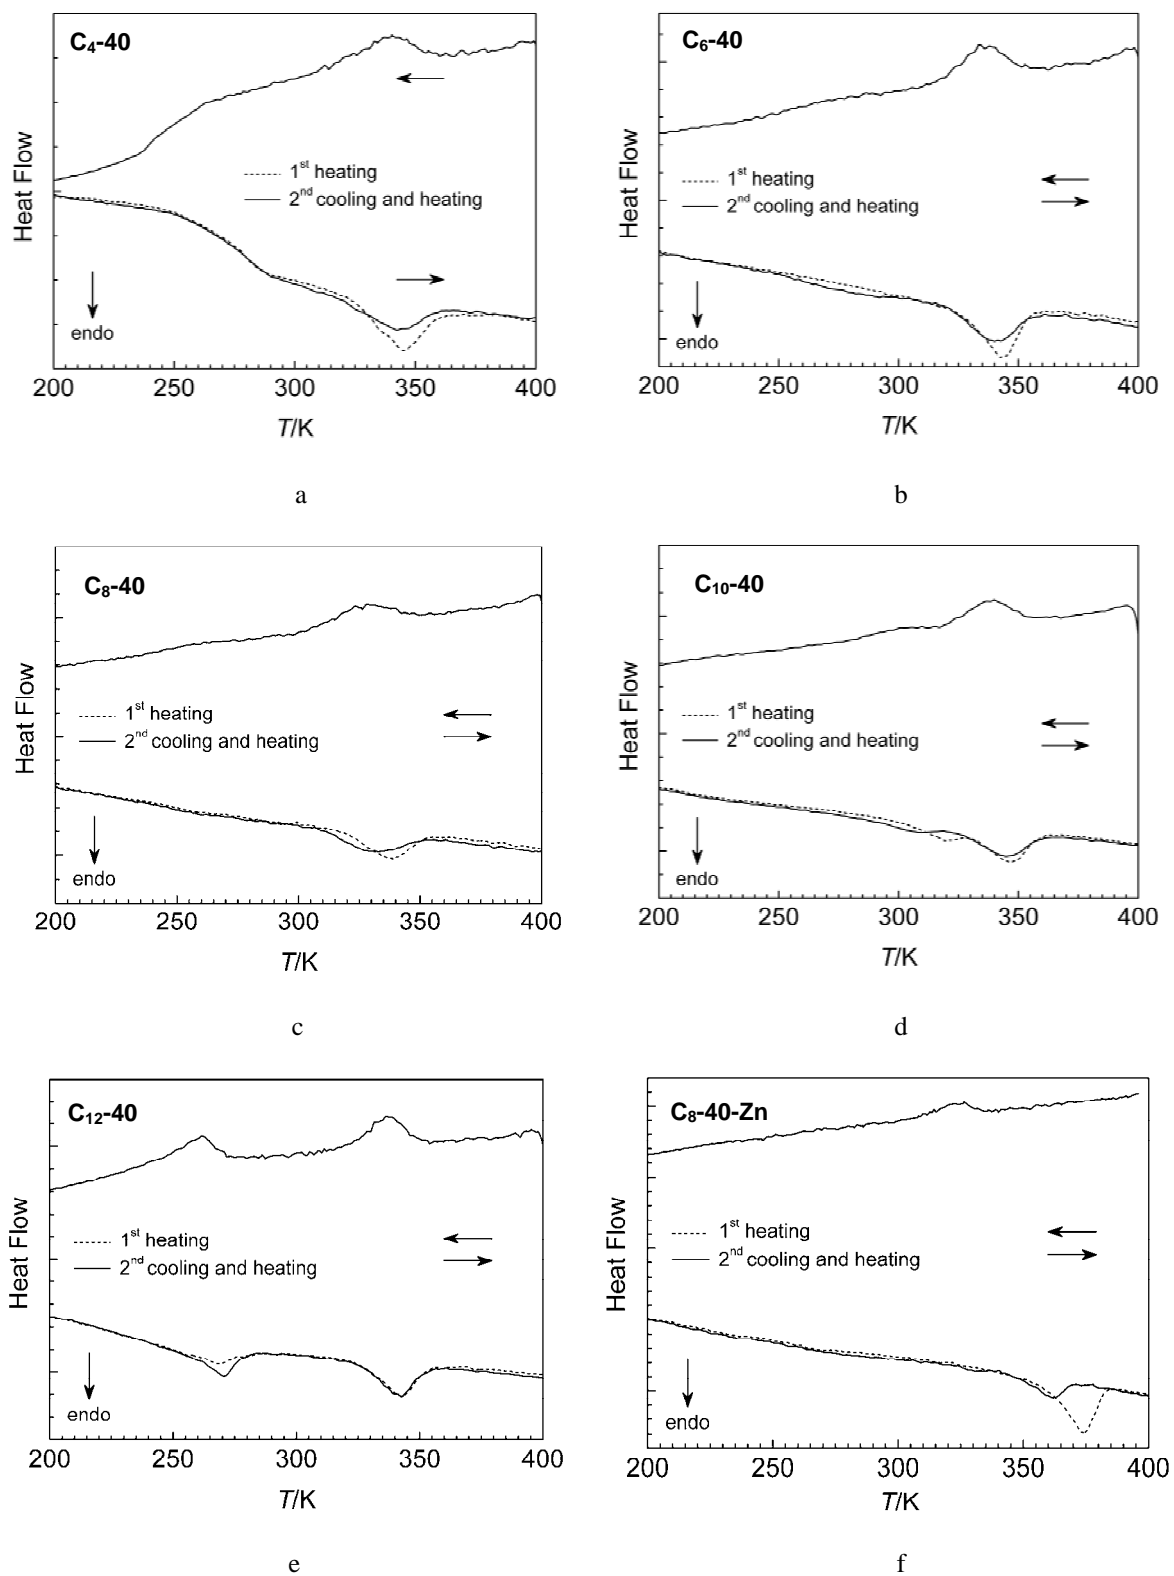 C₄-40
Heat Flow
1st heating
2nd cooling and heating
endo
200 250 300 350 400
T/K
a
C₆-40
Heat Flow
1st heating
2nd cooling and heating
endo
200 250 300 350 400
T/K
b
C₈-40
Heat Flow
1st heating
2nd cooling and heating
endo
200 250 300 350 400
T/K
c
C₁₀-40
Heat Flow
1st heating
2nd cooling and heating
endo
200 250 300 350 400
T/K
d
C₁₂-40
Heat Flow
1st heating
2nd cooling and heating
endo
200 250 300 350 400
T/K
e
C₈-40-Zn
Heat Flow
1st heating
2nd cooling and heating
endo
200 250 300 350 400
T/K
f